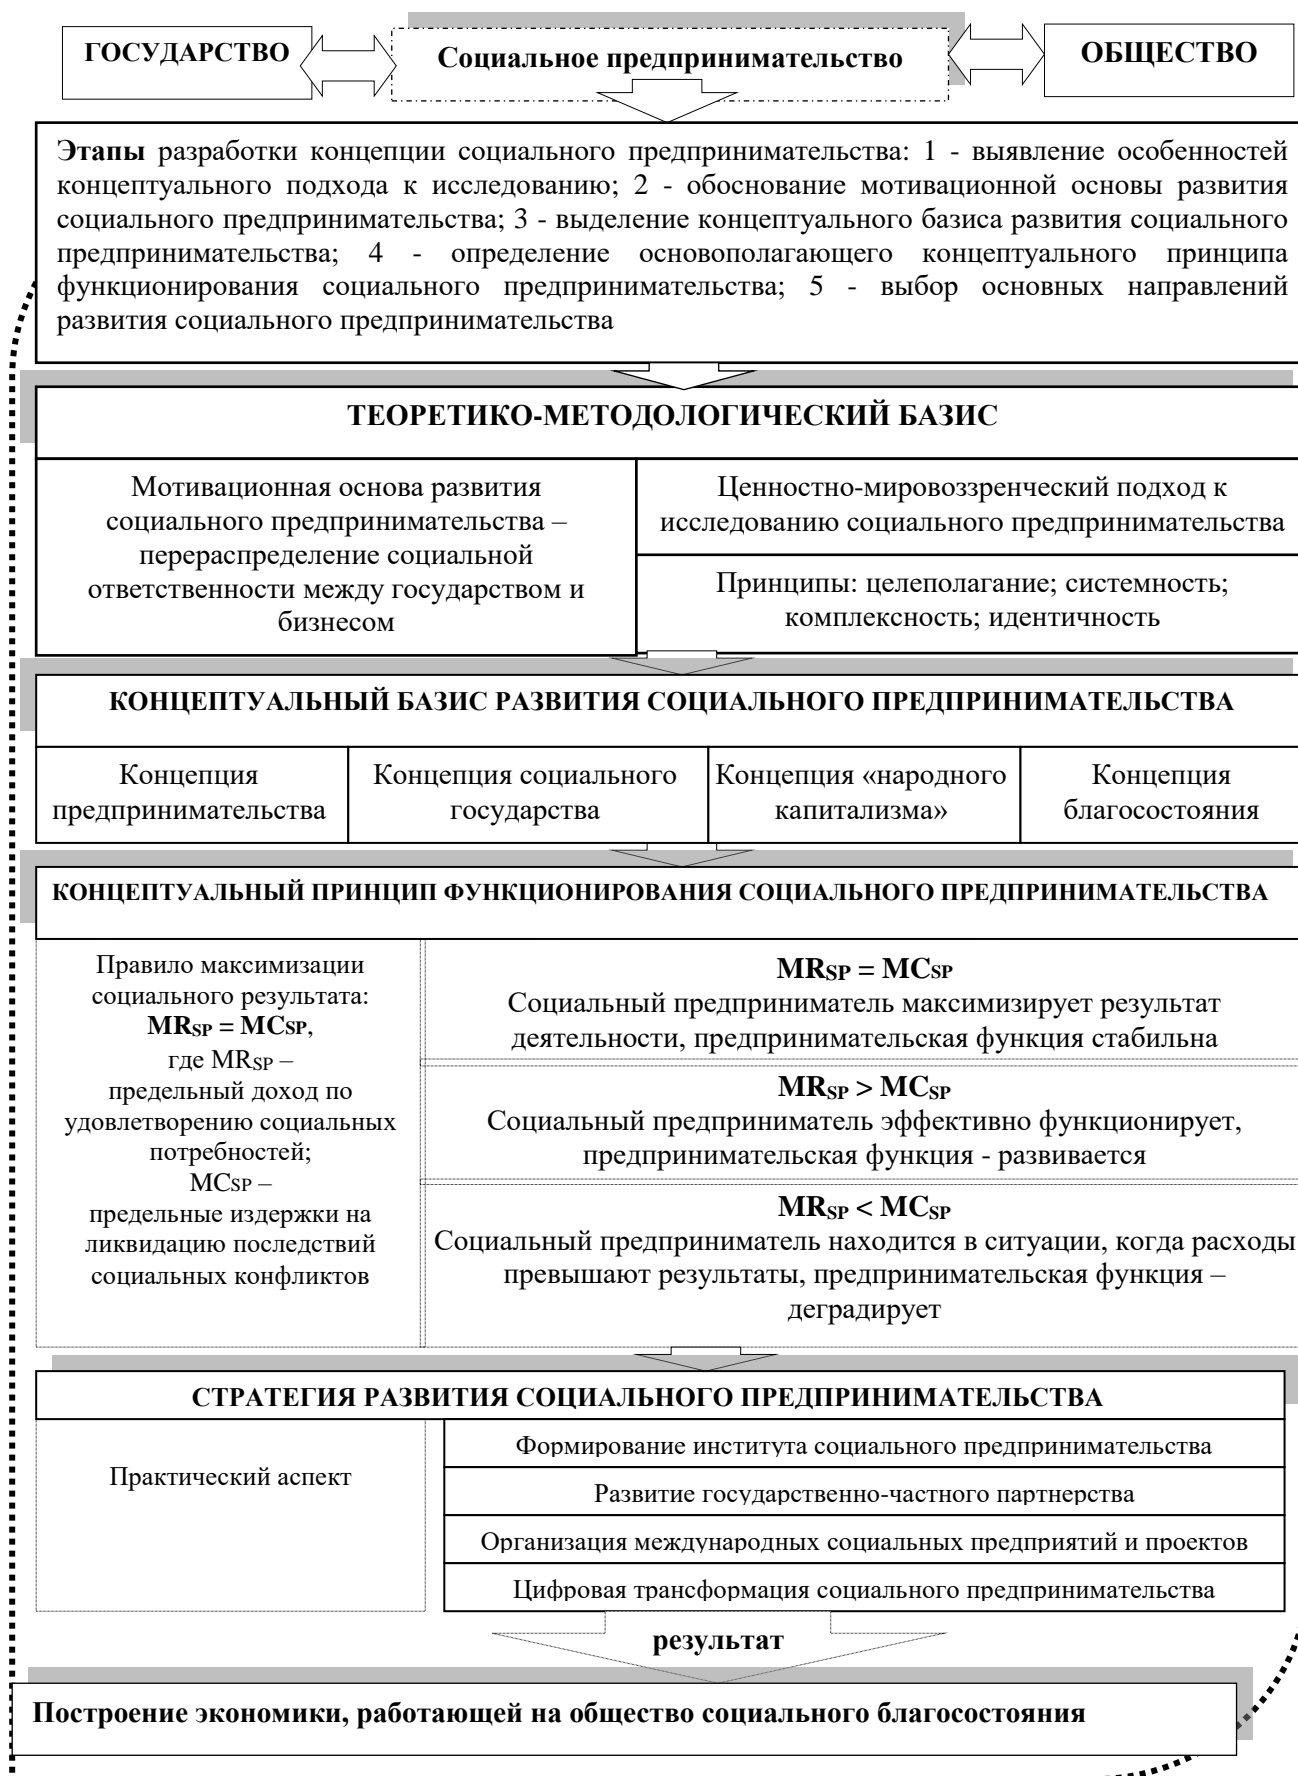 ГОСУДАРСТВО
Социальное предпринимательство
ОБЩЕСТВО
Этапы разработки концепции социального предпринимательства: 1 - выявление особенностей
концептуального подхода к исследованию; 2 - обоснование мотивационной основы развития
социального предпринимательства; 3 - выделение концептуального базиса развития социального
предпринимательства; 4 - определение основополагающего концептуального принципа
функционирования социального предпринимательства; 5 - выбор основных направлений
развития социального предпринимательства
ТЕОРЕТИКО-МЕТОДОЛОГИЧЕСКИЙ БАЗИС
Мотивационная основа развития
социального предпринимательства –
перераспределение социальной
ответственности между государством и
бизнесом
Ценностно-мировоззренческий подход к
исследованию социального предпринимательства
Принципы: целеполагание; системность;
комплексность; идентичность
КОНЦЕПТУАЛЬНЫЙ БАЗИС РАЗВИТИЯ СОЦИАЛЬНОГО ПРЕДПРИНИМАТЕЛЬСТВА
Концепция
предпринимательства
Концепция социального
государства
Концепция «народного
капитализма»
Концепция
благосостояния
КОНЦЕПТУАЛЬНЫЙ ПРИНЦИП ФУНКЦИОНИРОВАНИЯ СОЦИАЛЬНОГО ПРЕДПРИНИМАТЕЛЬСТВА
Правило максимизации
социального результата:
MRSP = MCSP,
где MRSP –
предельный доход по
удовлетворению социальных
потребностей;
MCSP –
предельные издержки на
ликвидацию последствий
социальных конфликтов
MRSP = MCSP
Социальный предприниматель максимизирует результат
деятельности, предпринимательская функция стабильна
MRSP > MCSP
Социальный предприниматель эффективно функционирует,
предпринимательская функция - развивается
MRSP < MCSP
Социальный предприниматель находится в ситуации, когда расходы
превышают результаты, предпринимательская функция –
деградирует
СТРАТЕГИЯ РАЗВИТИЯ СОЦИАЛЬНОГО ПРЕДПРИНИМАТЕЛЬСТВА
Практический аспект
Формирование института социального предпринимательства
Развитие государственно-частного партнерства
Организация международных социальных предприятий и проектов
Цифровая трансформация социального предпринимательства
результат
Построение экономики, работающей на общество социального благосостояния